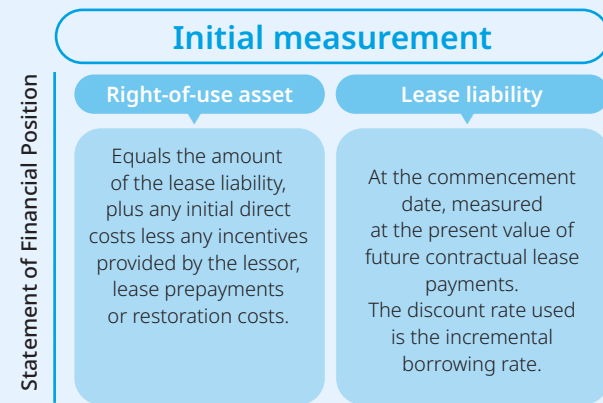 Initial measurement
Statement of Financial Position
Right-of-use asset
Equals the amount
of the lease liability,
plus any initial direct
costs less any incentives
provided by the lessor,
lease prepayments
or restoration costs.
Lease liability
At the commencement
date, measured
at the present value of
future contractual lease
payments.
The discount rate used
is the incremental
borrowing rate.